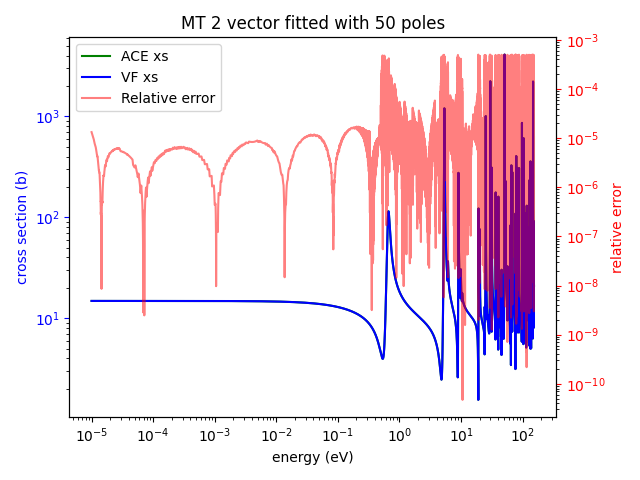 MT 2 vector fitted with 50 poles
ACE xs
VF xs
Relative error
cross section (b)
10^3
10^2
10^1
10^-3
10^-4
10^-5
10^-6
10^-7
10^-8
10^-9
10^-10
relative error
10^-5 10^-4 10^-3 10^-2 10^-1 10^0 10^1 10^2
energy (eV)